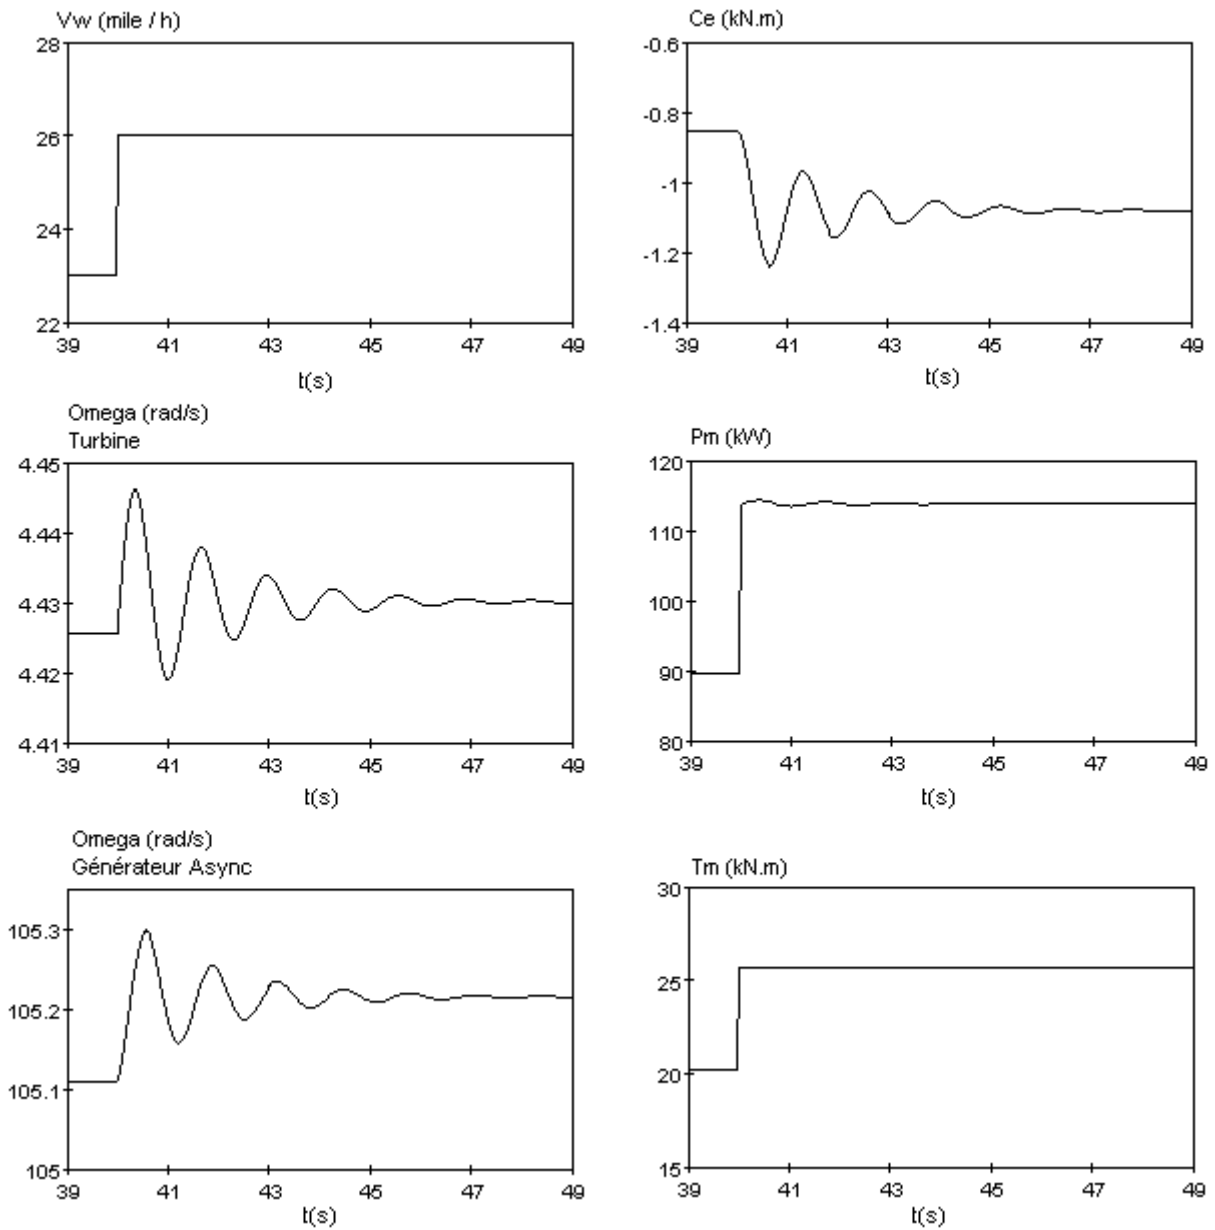 Vw (mile / h)
28
26
24
22
39 41 43 45 47 49
t(s)
Ce (kN.m)
-0.6
-0.8
-1
-1.2
-1.4
39 41 43 45 47 49
t(s)
Omega (rad/s)
Turbine
4.45
4.44
4.43
4.42
4.41
39 41 43 45 47 49
t(s)
Pm (kW)
120
110
100
90
80
39 41 43 45 47 49
t(s)
Omega (rad/s)
Générateur Async
105.3
105.2
105.1
105
39 41 43 45 47 49
t(s)
Tm (kN.m)
30
25
20
15
39 41 43 45 47 49
t(s)